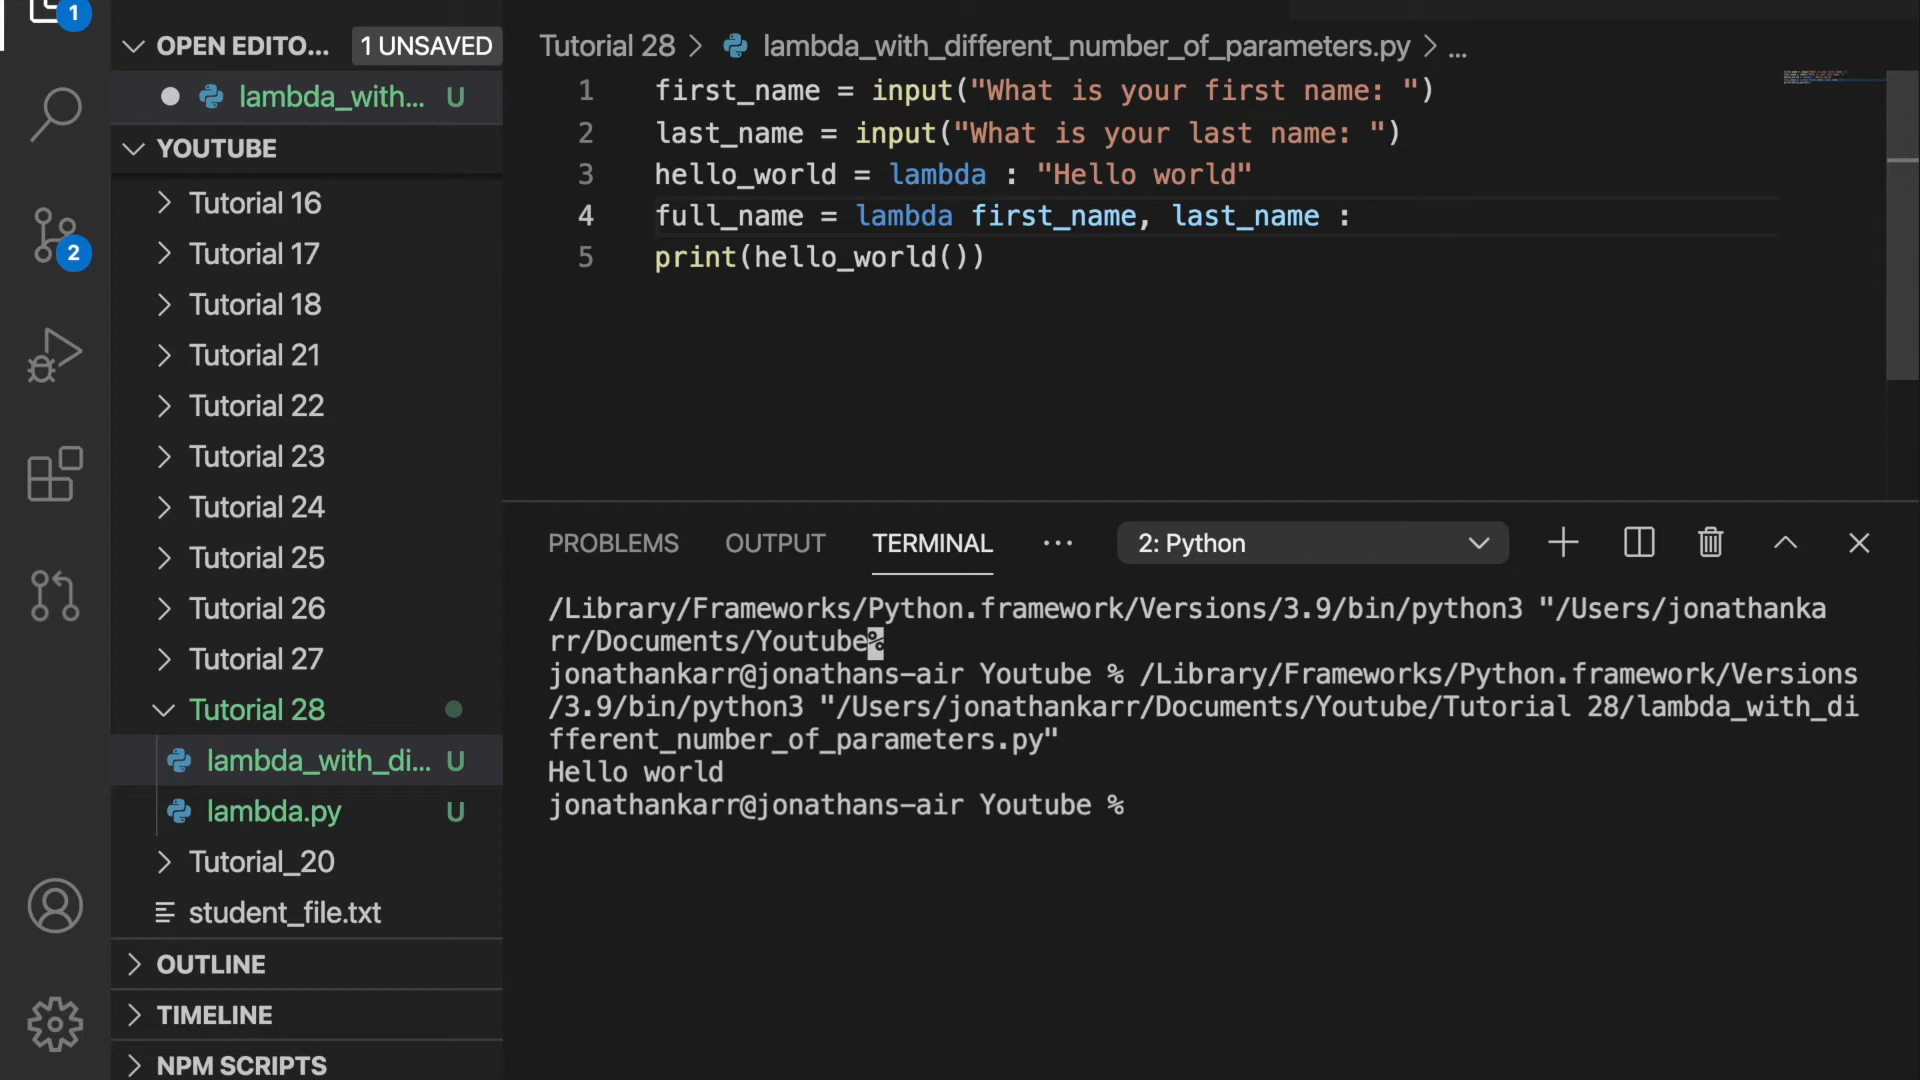 1
OPEN EDITO... 1 UNSAVED
lambda_with... U
YOUTUBE
Tutorial 16
Tutorial 17
2
Tutorial 18
Tutorial 21
Tutorial 22
Tutorial 23
Tutorial 24
Tutorial 25
Tutorial 26
Tutorial 27
Tutorial 28
lambda_with_di... U
lambda.py U
Tutorial_20
student_file.txt
OUTLINE
TIMELINE
NPM SCRIPTS
Tutorial 28 > lambda_with_different_number_of_parameters.py > ...
1 first_name = input("What is your first name: ")
2 last_name = input("What is your last name: ")
3 hello_world = lambda : "Hello world"
4 full_name = lambda first_name, last_name :
5 print(hello_world())
PROBLEMS OUTPUT TERMINAL ... 2: Python
/Library/Frameworks/Python.framework/Versions/3.9/bin/python3 "/Users/jonathanka
rr/Documents/Youtube%
jonathankarr@jonathans-air Youtube % /Library/Frameworks/Python.framework/Versions
/3.9/bin/python3 "/Users/jonathankarr/Documents/Youtube/Tutorial 28/lambda_with_di
fferent_number_of_parameters.py"
Hello world
jonathankarr@jonathans-air Youtube %